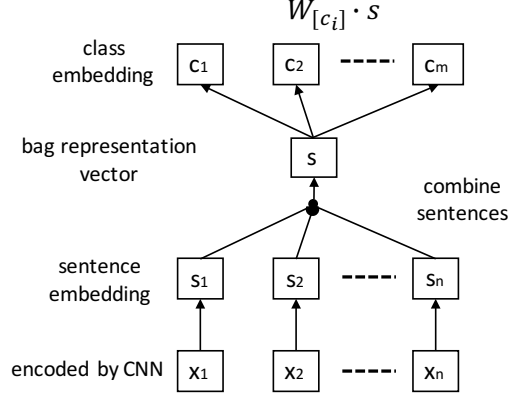 W[cᵢ] · s
class
embedding
c1 c2 cm
bag representation
vector
s
combine
sentences
sentence
embedding
s1 s2 sn
encoded by CNN
x1 x2 xn